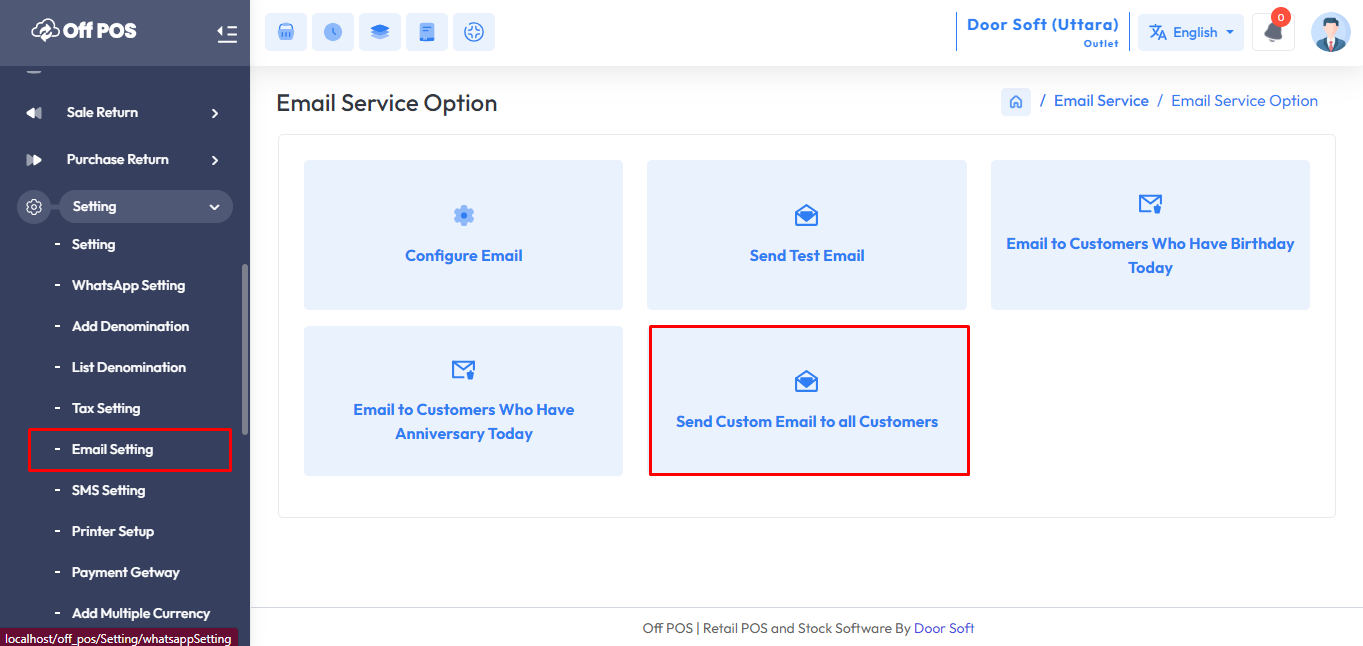 Off POS
Door Soft (Uttara)
Outlet
English
0
Sale Return
Purchase Return
Setting
- Setting
- WhatsApp Setting
- Add Denomination
- List Denomination
- Tax Setting
- Email Setting
- SMS Setting
- Printer Setup
- Payment Getway
- Add Multiple Currency
localhost/off_pos/Setting/whatsappSetting
Email Service Option
/ Email Service / Email Service Option
Configure Email
Send Test Email
Email to Customers Who Have Birthday
Today
Email to Customers Who Have
Anniversary Today
Send Custom Email to all Customers
Off POS | Retail POS and Stock Software By Door Soft